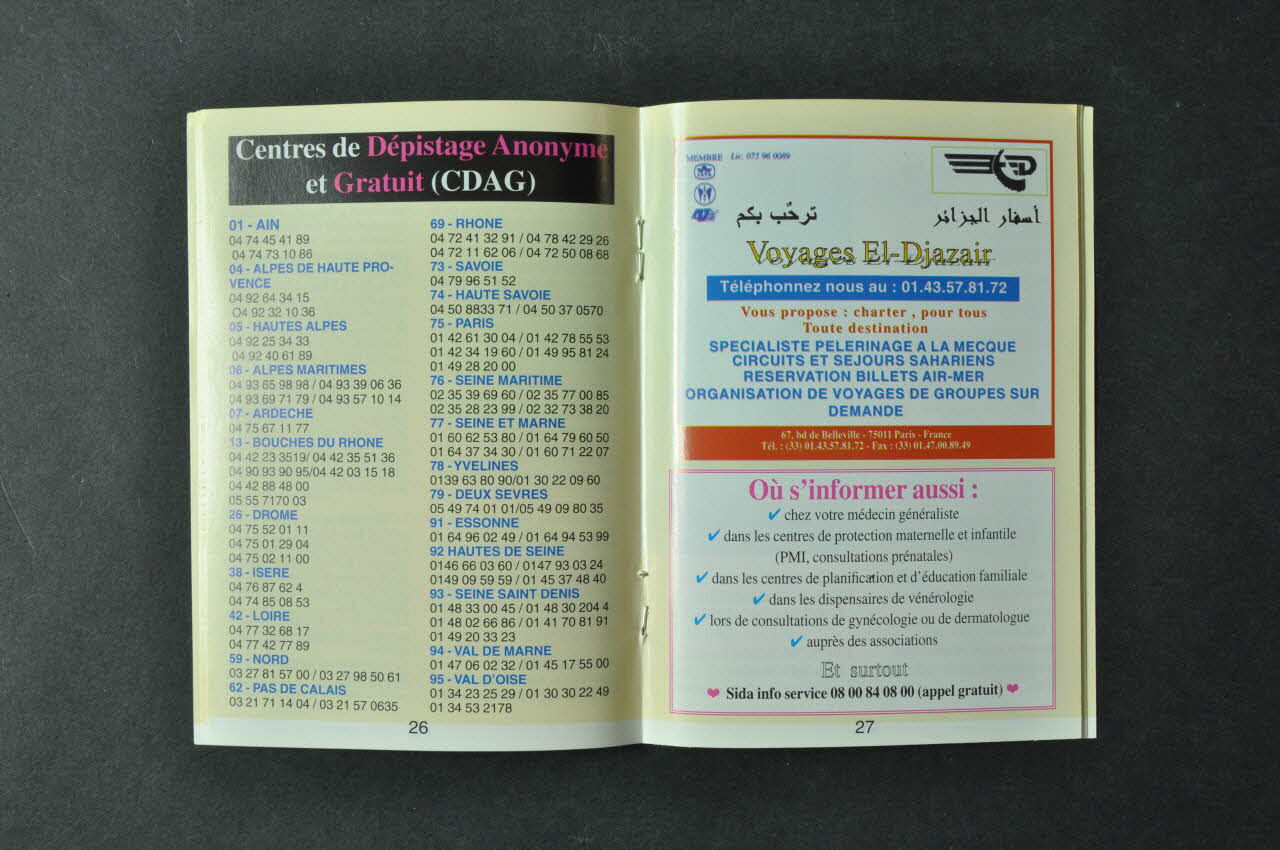 Centres de Dépistage Anonyme
et Gratuit (CDAG)
01 - AIN
04 74 45 41 89
04 74 73 10 86
04 - ALPES DE HAUTE PRO-
VENCE
04 92 64 34 15
O4 92 32 10 36
05 - HAUTES ALPES
04 92 25 34 33
04 92 40 61 89
06 - ALPES MARITIMES
04 93 65 98 98 / 04 93 39 06 36
04 93 69 71 79 / 04 93 57 10 14
07 - ARDECHE
04 75 67 11 77
13 - BOUCHES DU RHONE
04 42 23 3519/ 04 42 35 51 36
04 90 93 90 95/04 42 03 15 18
04 42 88 48 00
05 55 7170 03
26 - DROME
04 75 52 01 11
04 75 01 29 04
04 75 02 11 00
38 - ISERE
04 76 87 62 4
04 74 85 08 53
42 - LOIRE
04 77 32 68 17
04 77 42 77 89
59 - NORD
03 27 81 57 00 / 03 27 98 50 61
62 - PAS DE CALAIS
03 21 71 14 04 / 03 21 57 0635
69 - RHONE
04 72 41 32 91 / 04 78 42 29 26
04 72 11 62 06 / 04 72 50 08 68
73 - SAVOIE
04 79 96 51 52
74 - HAUTE SAVOIE
04 50 8833 71 / 04 50 37 0570
75 - PARIS
01 42 61 30 04 / 01 42 78 55 53
01 42 34 19 60 / 01 49 95 81 24
01 49 28 20 00
76 - SEINE MARITIME
02 35 39 69 60 / 02 35 77 00 85
02 35 28 23 99 / 02 32 73 38 20
77 - SEINE ET MARNE
01 60 62 53 80 / 01 64 79 60 50
01 64 37 34 30 / 01 60 71 22 07
78 - YVELINES
0139 63 80 90/01 30 22 09 60
79 - DEUX SEVRES
05 49 74 01 01/05 49 09 80 35
91 - ESSONNE
01 64 96 02 49 / 01 64 94 53 99
92 HAUTES DE SEINE
0146 66 03 60 / 0147 93 03 24
0149 09 59 59 / 01 45 37 48 40
93 - SEINE SAINT DENIS
01 48 33 00 45 / 01 48 30 204 4
01 48 02 66 86 / 01 41 70 81 91
01 49 20 33 23
94 - VAL DE MARNE
01 47 06 02 32 / 01 45 17 55 00
95 - VAL D'OISE
01 34 23 25 29 / 01 30 30 22 49
01 34 53 2178
26
MEMBRE Lic. 075 96 0089
أسفار الجزائر ترحّب بكم
Voyages El-Djazair
Téléphonnez nous au : 01.43.57.81.72
Vous propose : charter , pour tous
Toute destination
SPECIALISTE PELERINAGE A LA MECQUE
CIRCUITS ET SEJOURS SAHARIENS
RESERVATION BILLETS AIR-MER
ORGANISATION DE VOYAGES DE GROUPES SUR
DEMANDE
67, bd de Belleville - 75011 Paris - France
Tél. : (33) 01.43.57.81.72 - Fax : (33) 01.47.00.89.49
Où s'informer aussi :
✔ chez votre médecin généraliste
✔ dans les centres de protection maternelle et infantile
(PMI, consultations prénatales)
✔ dans les centres de planification et d'éducation familiale
✔ dans les dispensaires de vénérologie
✔ lors de consultations de gynécologie ou de dermatologue
✔ auprès des associations
Et surtout
❤ Sida info service 08 00 84 08 00 (appel gratuit) ❤
27